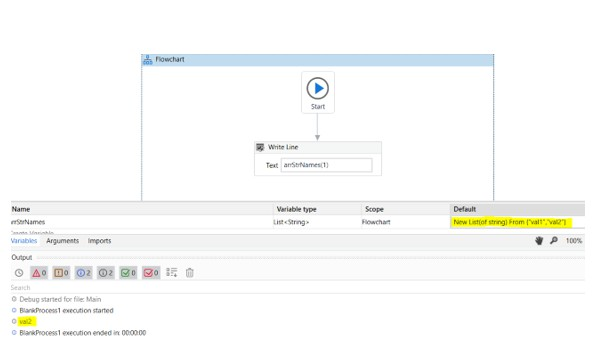 Flowchart
Start
Write Line
Text arrStrNames(1)
Name Variable type Scope Default
arrStrNames List<String> Flowchart New List(of string) From {"val1","val2"}
Create Variable
Variables Arguments Imports 100%
Output
0 0 2 2 0 0
Search
Debug started for file: Main
BlankProcess1 execution started
val2
BlankProcess1 execution ended in: 00:00:00